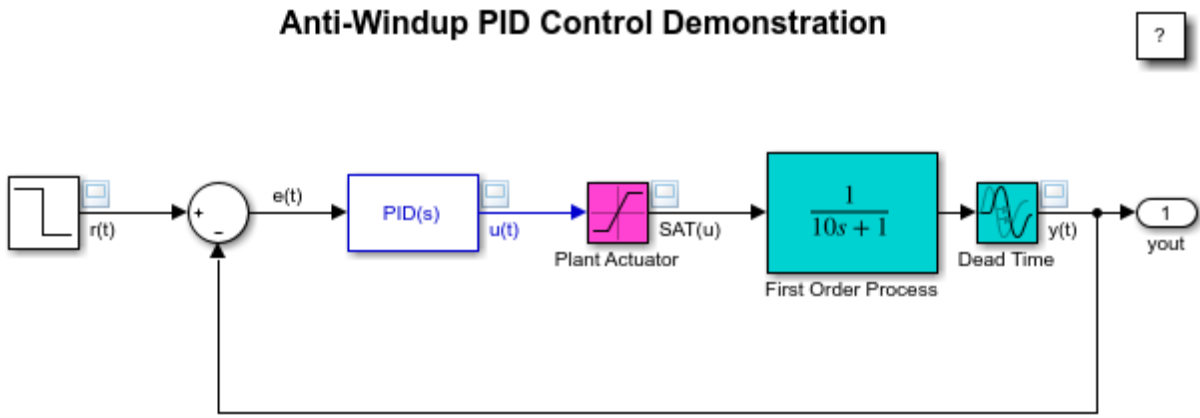 Anti-Windup PID Control Demonstration
?
r(t)
+
−
e(t)
PID(s)
u(t)
Plant Actuator
SAT(u)
1
10s + 1
First Order Process
Dead Time
y(t)
1
yout